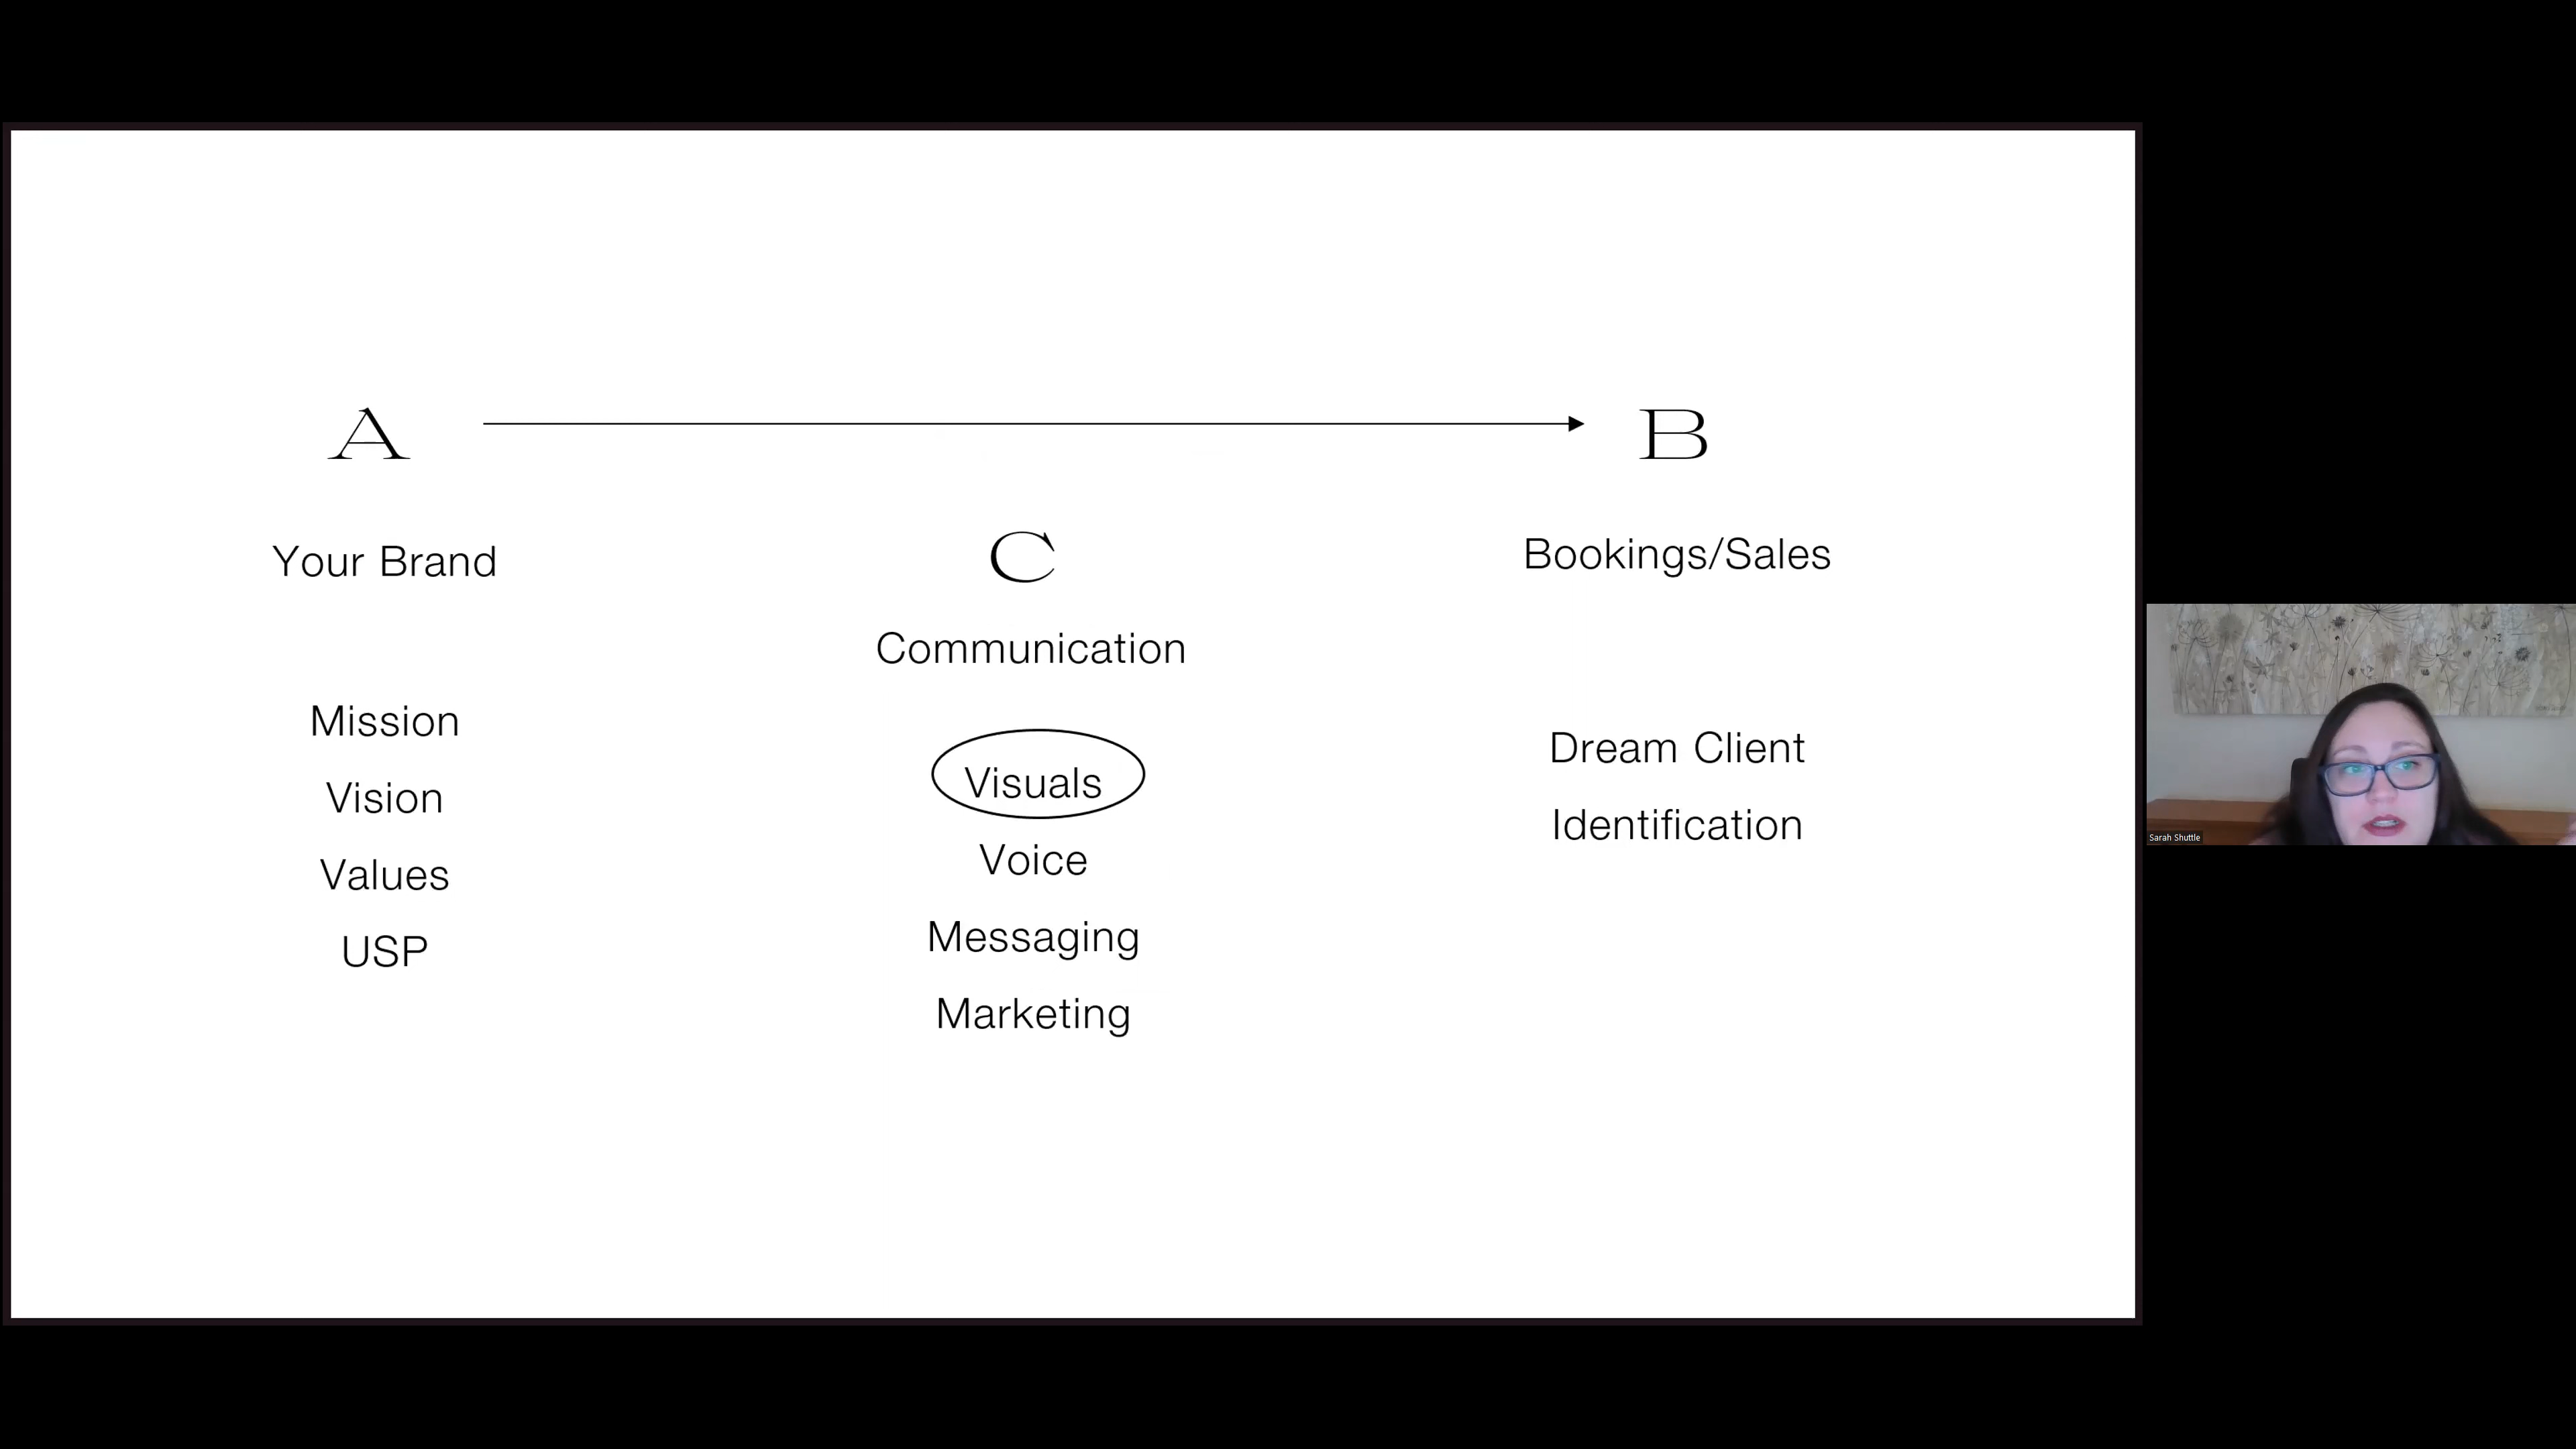 A
B
Your Brand
Mission
Vision
Values
USP
C
Communication
Visuals
Voice
Messaging
Marketing
Bookings/Sales
Dream Client
Identification
Sarah Shuttle